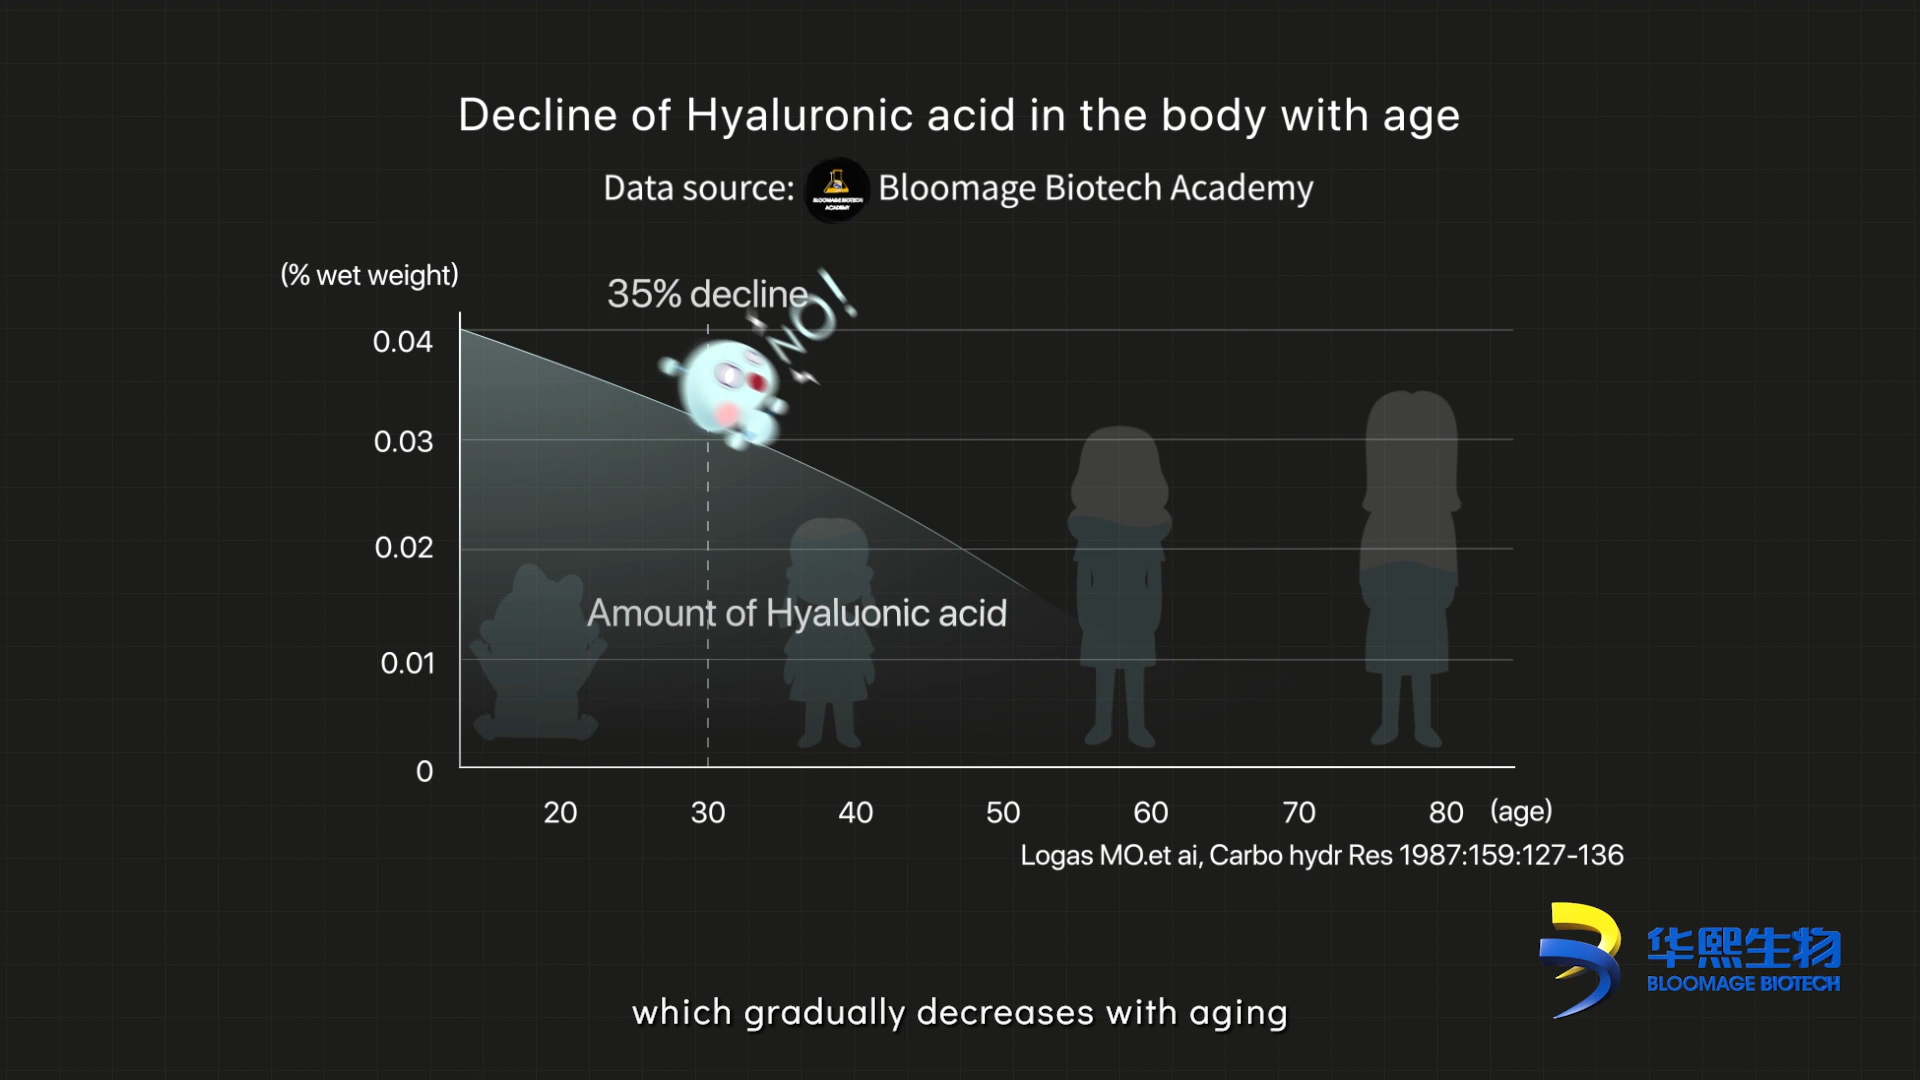 Decline of Hyaluronic acid in the body with age
Data source: BLOOMAGE BIOTECH ACADEMY Bloomage Biotech Academy
(% wet weight)
35% decline
NO!
0.04
0.03
0.02
Amount of Hyaluonic acid
0.01
0
20 30 40 50 60 70 80 (age)
Logas MO.et ai, Carbo hydr Res 1987:159:127-136
华熙生物
BLOOMAGE BIOTECH
which gradually decreases with aging